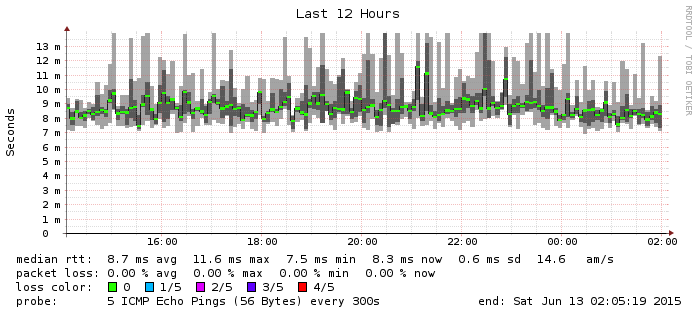 Last 12 Hours
RRDTOOL / TOBI OETIKER
Seconds
13 m
12 m
11 m
10 m
9 m
8 m
7 m
6 m
5 m
4 m
3 m
2 m
1 m
0
16:00 18:00 20:00 22:00 00:00 02:00
median rtt: 8.7 ms avg 11.6 ms max 7.5 ms min 8.3 ms now 0.6 ms sd 14.6 am/s
packet loss: 0.00 % avg 0.00 % max 0.00 % min 0.00 % now
loss color: 0 1/5 2/5 3/5 4/5
probe: 5 ICMP Echo Pings (56 Bytes) every 300s end: Sat Jun 13 02:05:19 2015